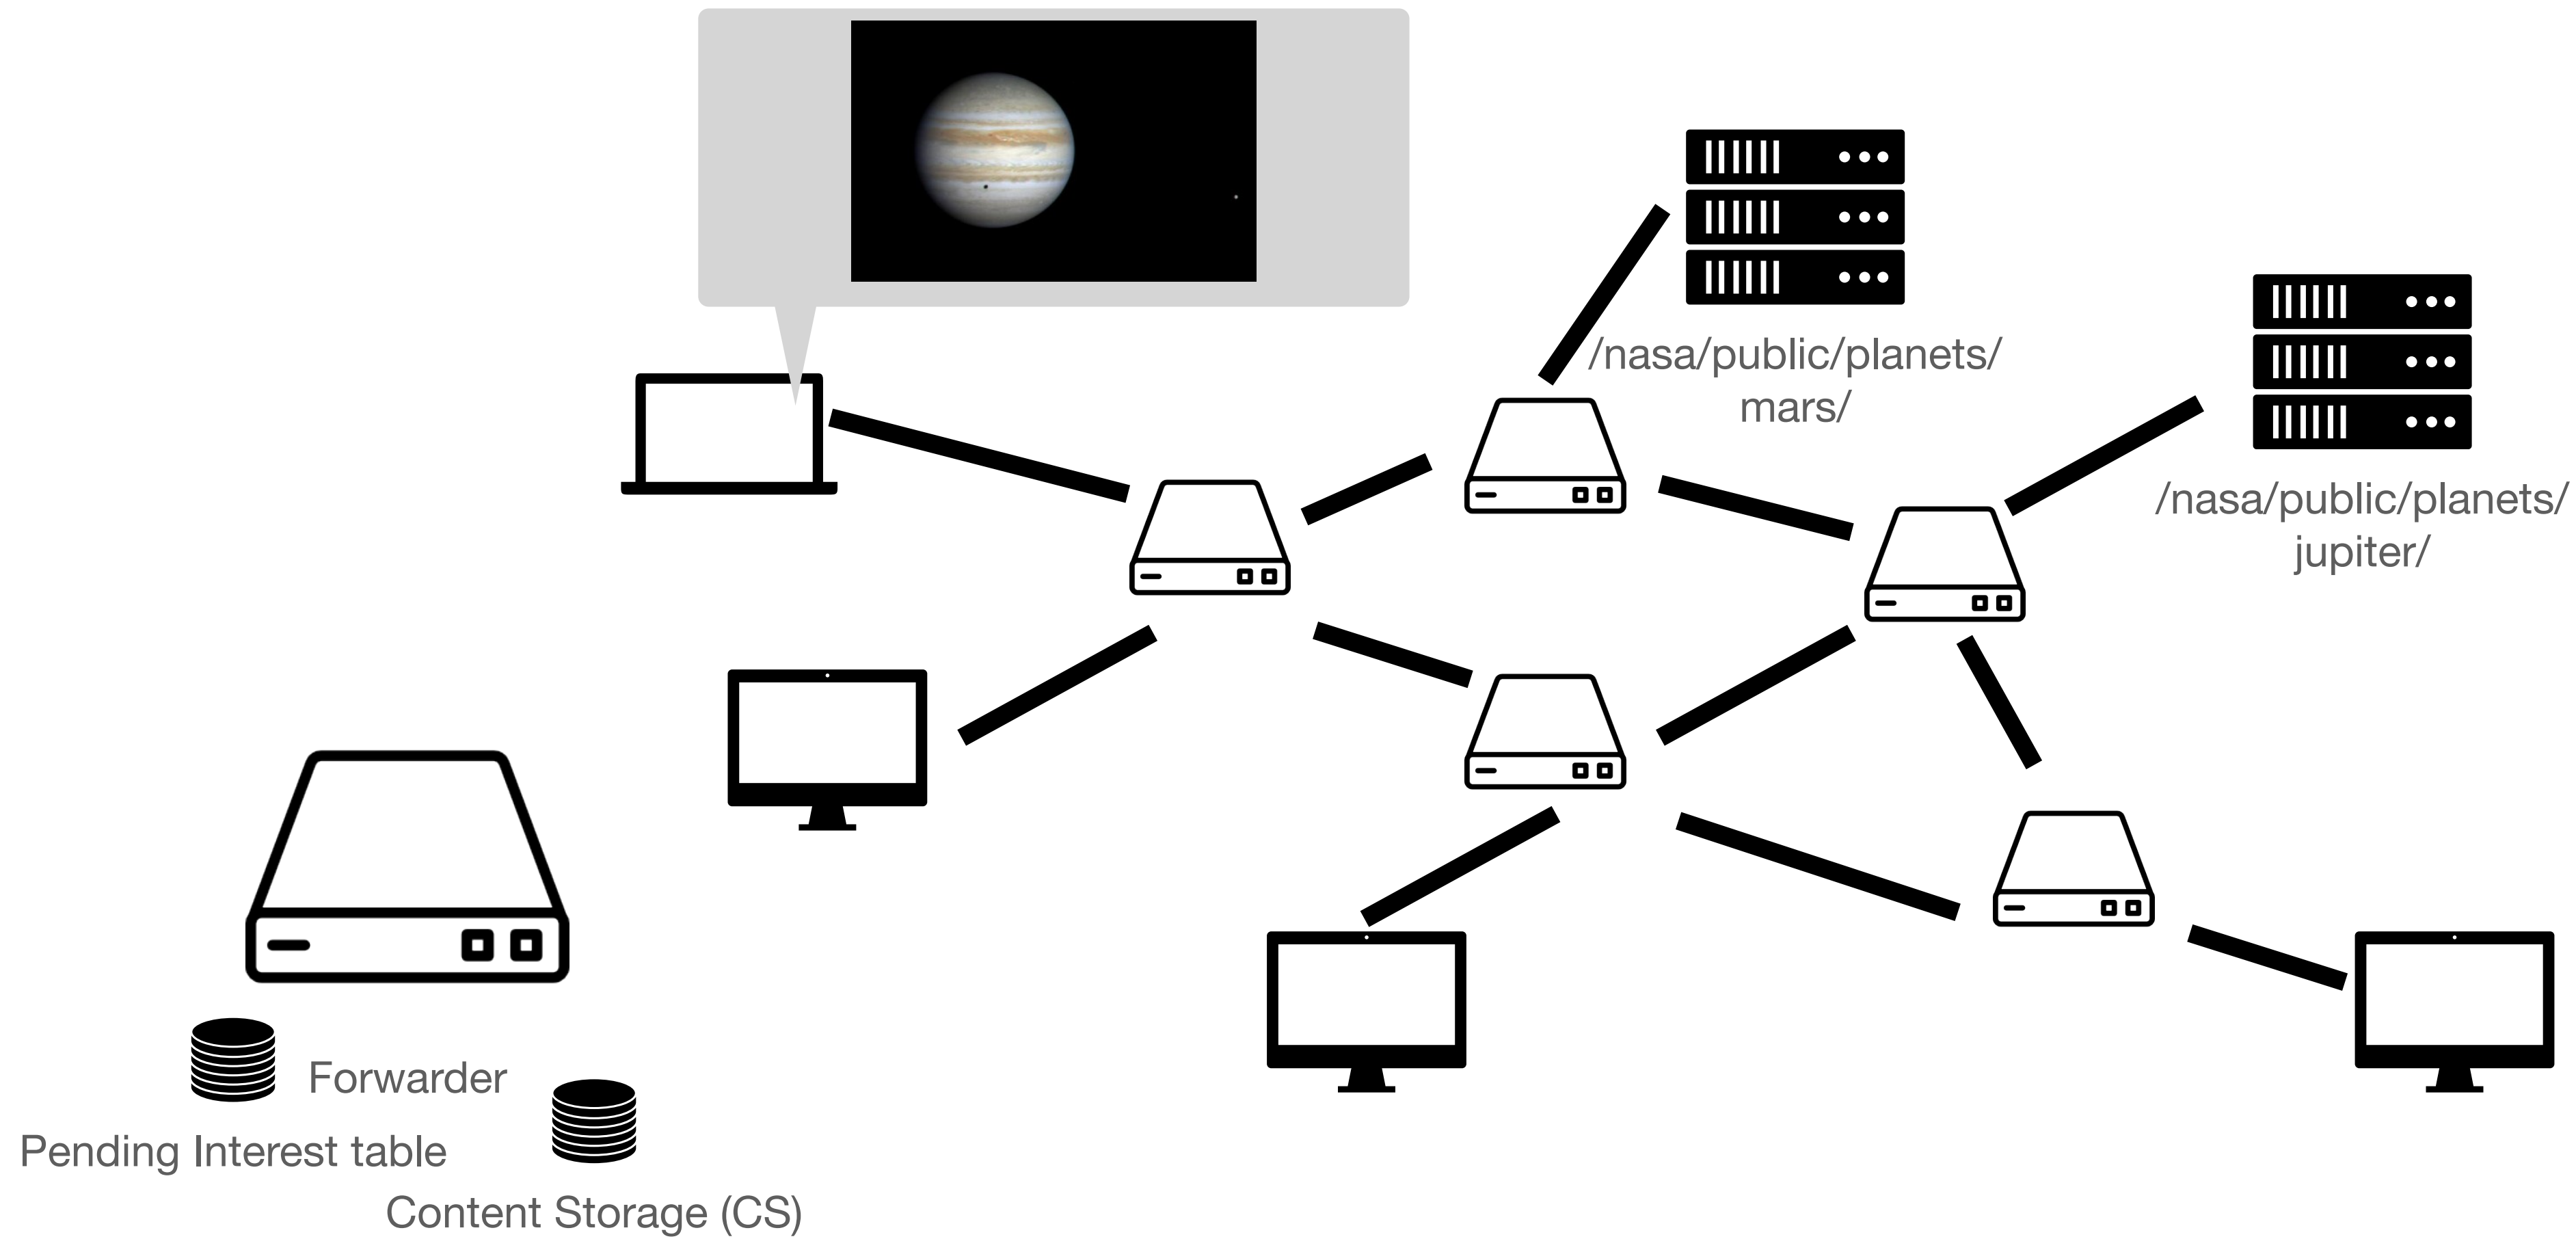 /nasa/public/planets/
mars/
/nasa/public/planets/
jupiter/
Forwarder
Pending Interest table
Content Storage (CS)